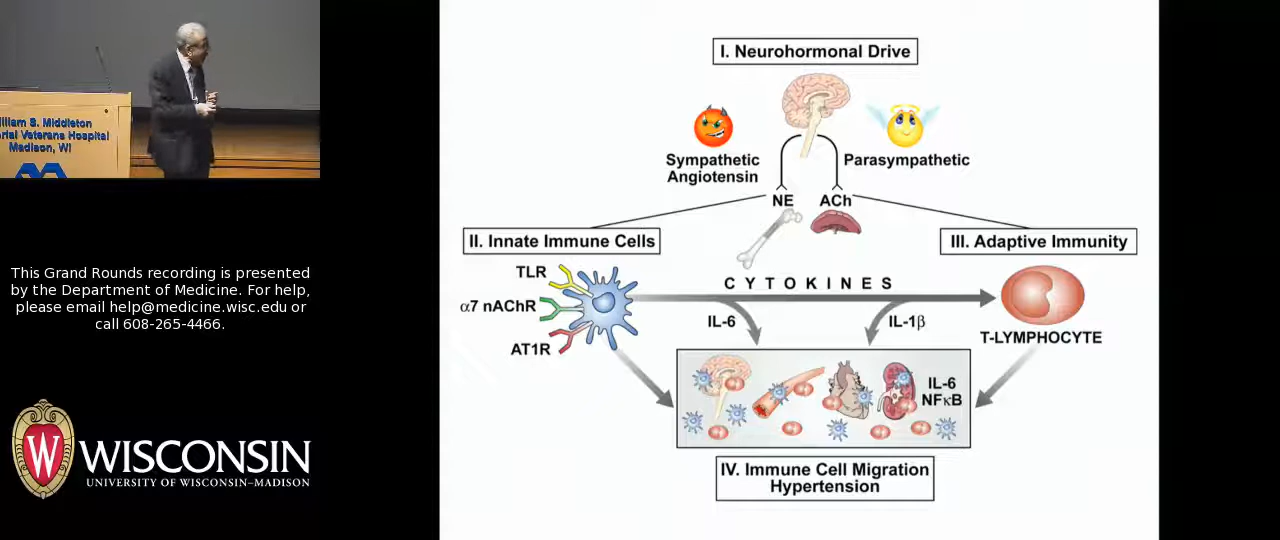 William S. Middleton
Memorial Veterans Hospital
Madison, WI
This Grand Rounds recording is presented
by the Department of Medicine. For help,
please email help@medicine.wisc.edu or
call 608-265-4466.
W
WISCONSIN
UNIVERSITY OF WISCONSIN–MADISON
I. Neurohormonal Drive
Sympathetic
Angiotensin
Parasympathetic
NE
ACh
II. Innate Immune Cells
III. Adaptive Immunity
TLR
α7 nAChR
AT1R
CYTOKINES
IL-6
IL-1β
T-LYMPHOCYTE
IL-6
NFκB
IV. Immune Cell Migration
Hypertension